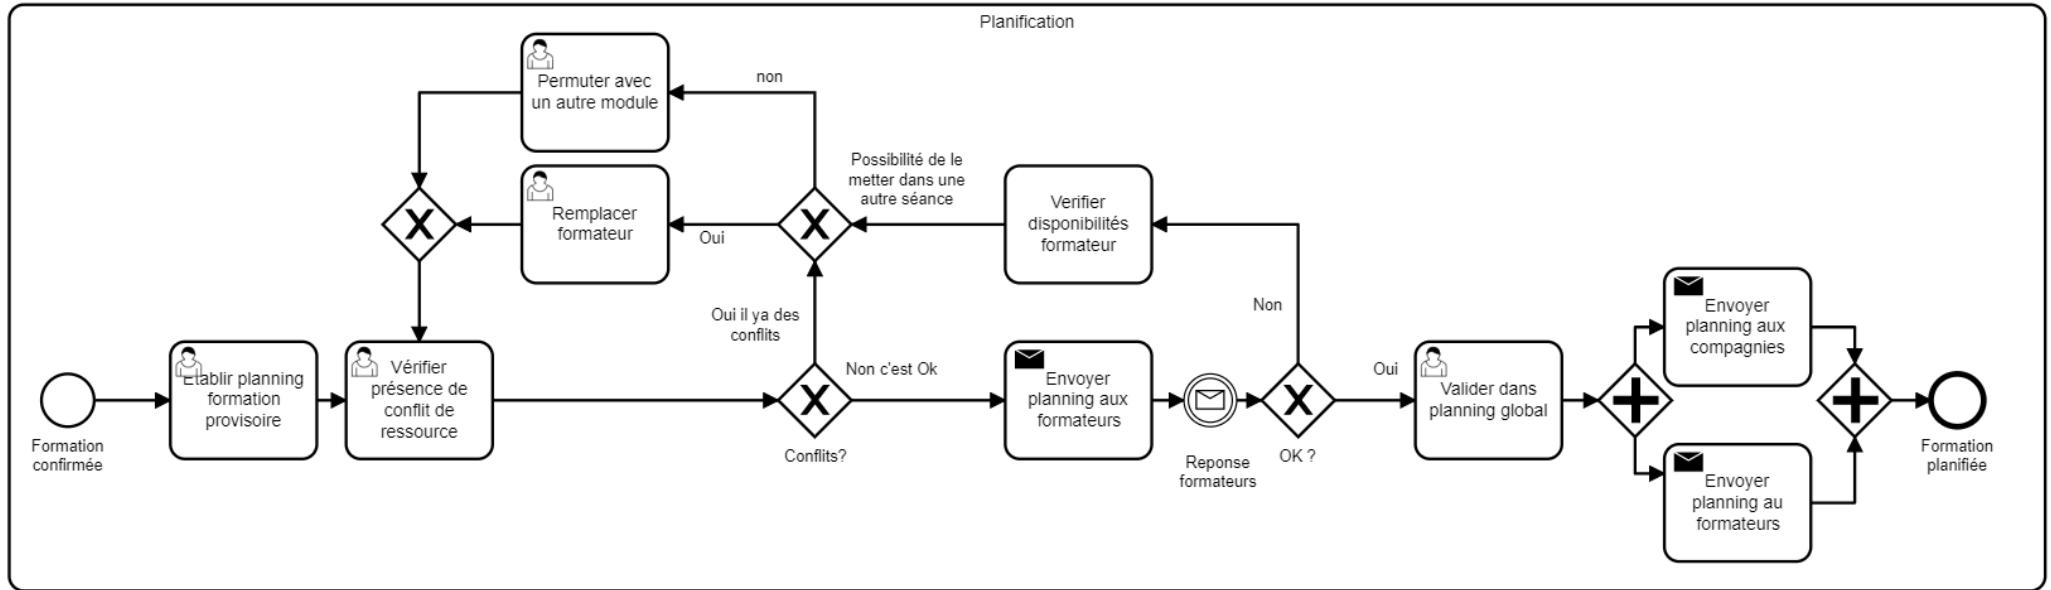 Planification
Permuter avec
un autre module
non
Possibilité de le
metter dans une
autre séance
Remplacer
formateur
Oui
Verifier
disponibilités
formateur
Oui il ya des
conflits
Non
Formation
confirmée
Etablir planning
formation
provisoire
Vérifier
présence de
conflit de
ressource
Conflits?
Non c'est Ok
Envoyer
planning aux
formateurs
Reponse
formateurs
OK ?
Oui
Valider dans
planning global
Envoyer
planning aux
compagnies
Envoyer
planning au
formateurs
Formation
planifiée